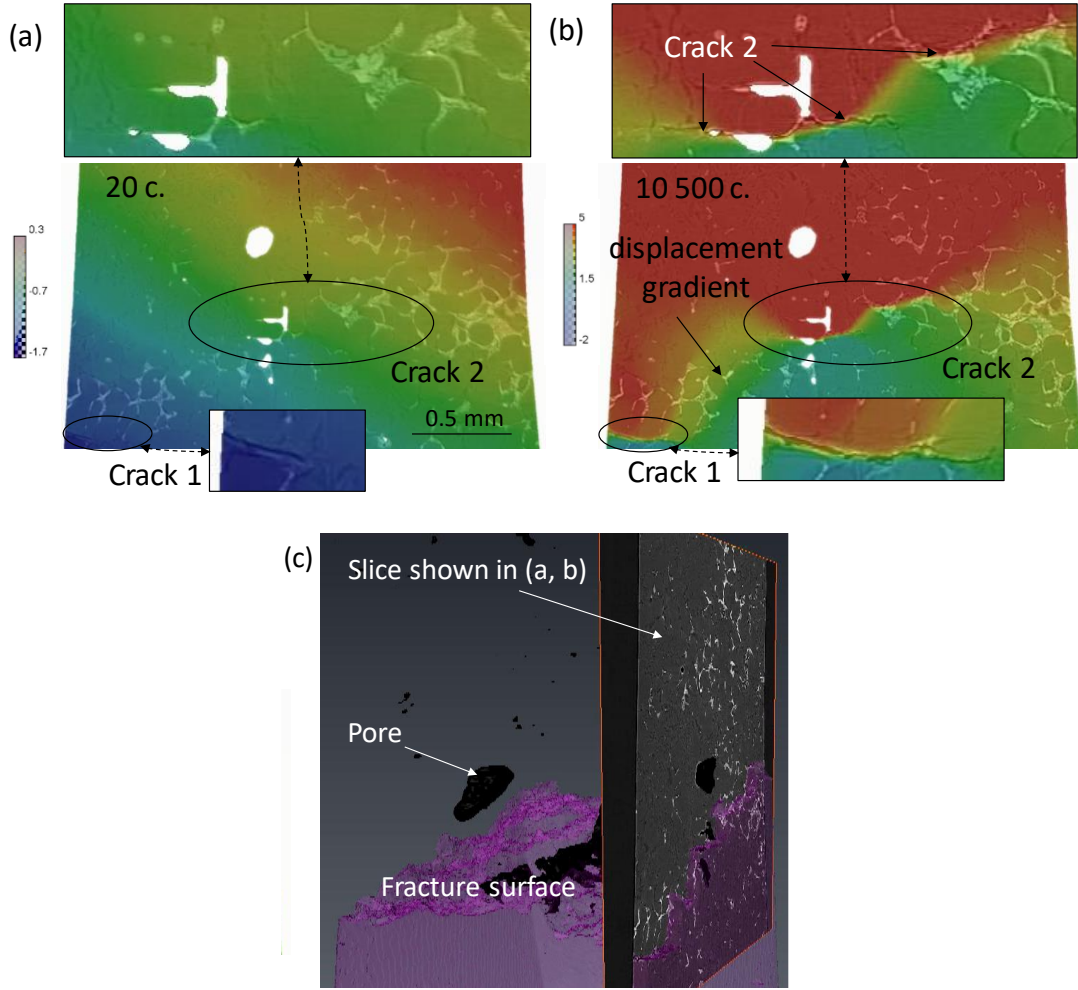 (a)
20 c.
0.3
-0.7
-1.7
Crack 2
0.5 mm
Crack 1
(b)
Crack 2
10 500 c.
5
1.5
-2
displacement
gradient
Crack 2
Crack 1
(c)
Slice shown in (a, b)
Pore
Fracture surface